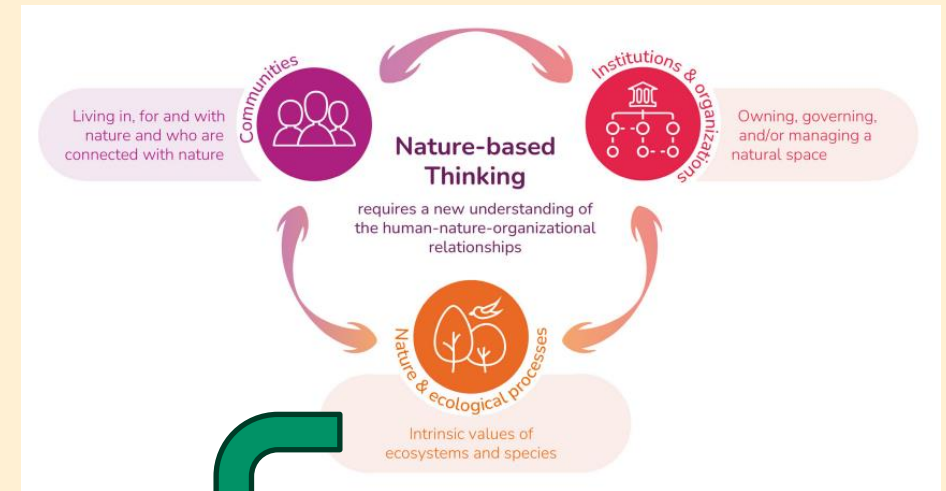 Communities
Living in, for and with
nature and who are
connected with nature
Institutions & organizations
Owning, governing,
and/or managing a
natural space
Nature-based
Thinking
requires a new understanding of
the human-nature-organizational
relationships
Nature & ecological processes
Intrinsic values of
ecosystems and species